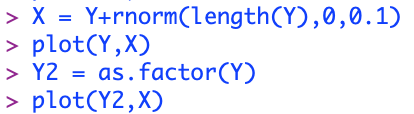 > X = Y+rnorm(length(Y),0,0.1)
> plot(Y,X)
> Y2 = as.factor(Y)
> plot(Y2,X)